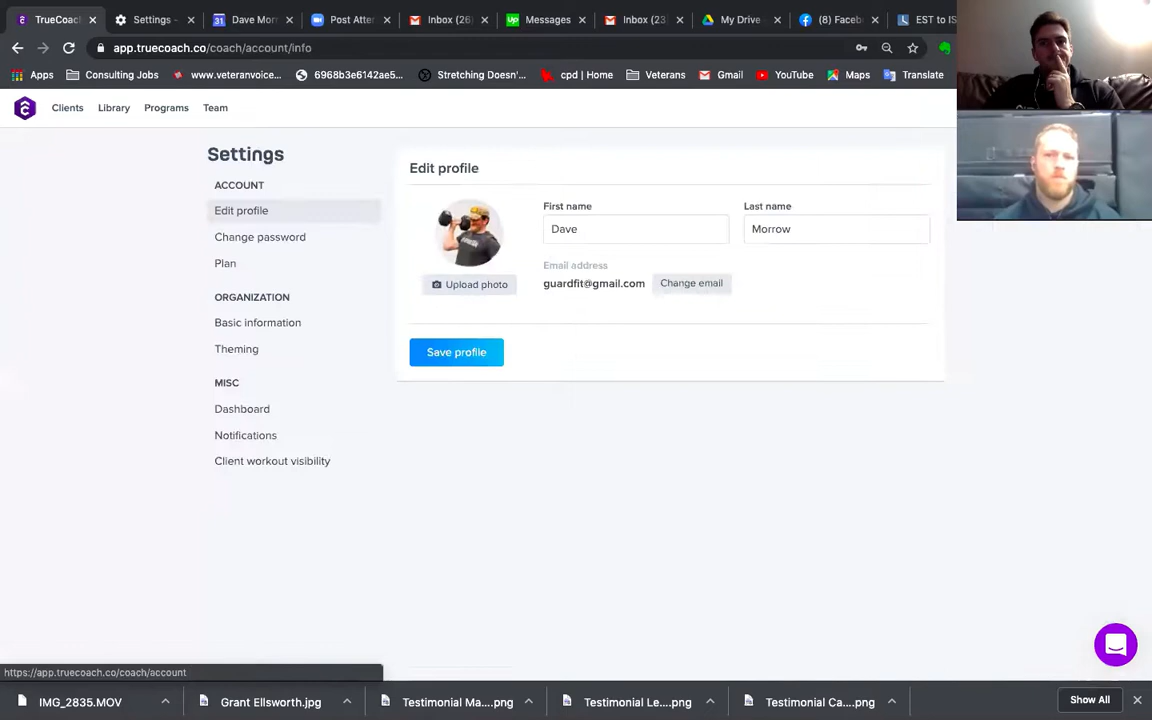 TrueCoach
Settings -
Dave Morr
Post Atter
Inbox (26)
Messages
Inbox (23
My Drive -
(8) Faceb
EST to IS
app.truecoach.co/coach/account/info
Apps
Consulting Jobs
www.veteranvoice...
6968b3e6142ae5...
Stretching Doesn'...
cpd | Home
Veterans
Gmail
YouTube
Maps
Translate
Clients
Library
Programs
Team
Settings
ACCOUNT
Edit profile
Change password
Plan
ORGANIZATION
Basic information
Theming
MISC
Dashboard
Notifications
Client workout visibility
Edit profile
Upload photo
First name
Dave
Last name
Morrow
Email address
guardfit@gmail.com
Change email
Save profile
https://app.truecoach.co/coach/account
IMG_2835.MOV
Grant Ellsworth.jpg
Testimonial Ma....png
Testimonial Le....png
Testimonial Ca....png
Show All